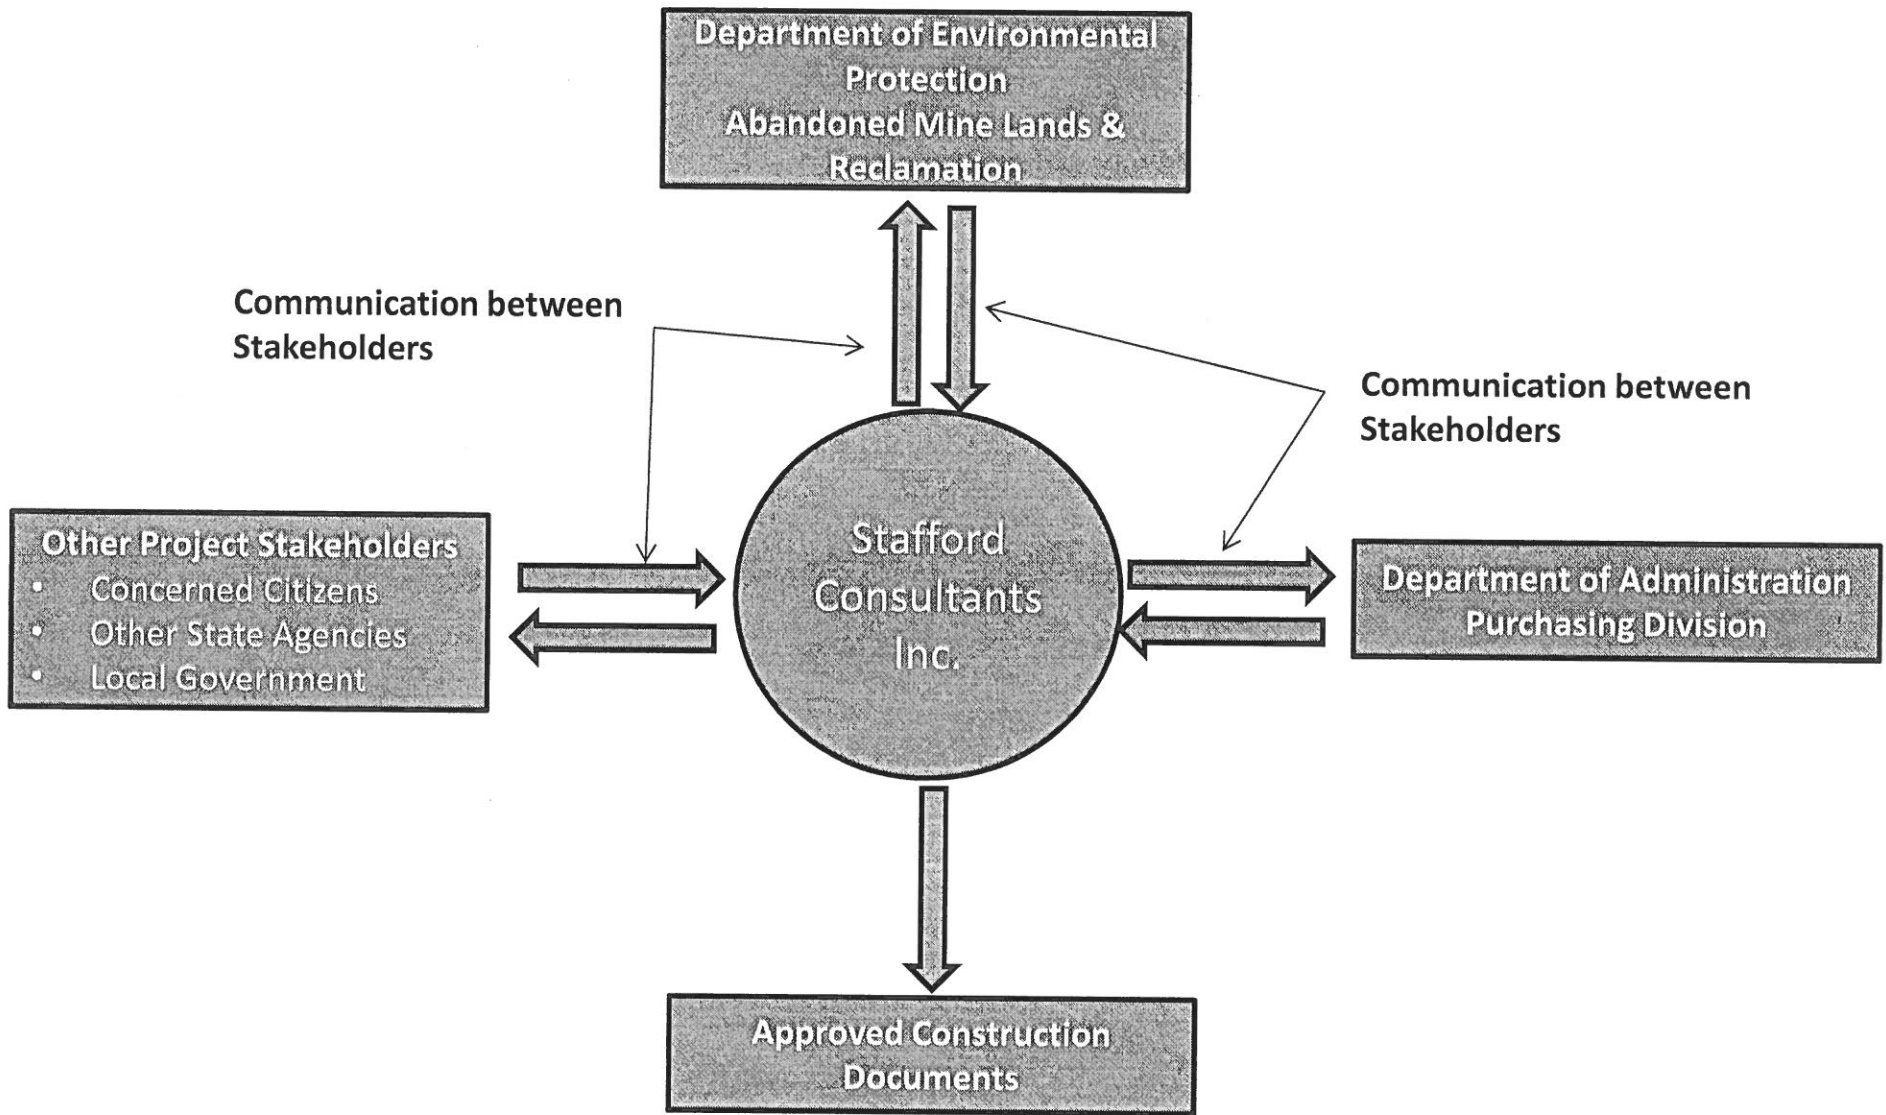 Department of Environmental
Protection
Abandoned Mine Lands &
Reclamation
Communication between
Stakeholders
Communication between
Stakeholders
Other Project Stakeholders
• Concerned Citizens
• Other State Agencies
• Local Government
Stafford
Consultants
Inc.
Department of Administration
Purchasing Division
Approved Construction
Documents